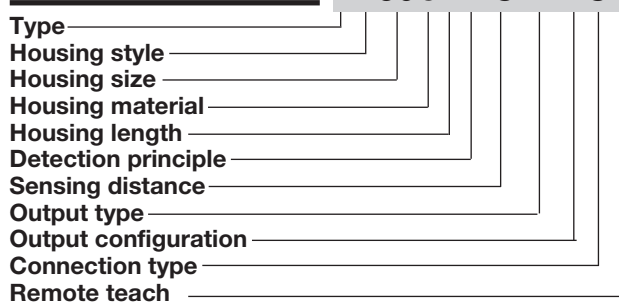 Type
Housing style
Housing size
Housing material
Housing length
Detection principle
Sensing distance
Output type
Output configuration
Connection type
Remote teach